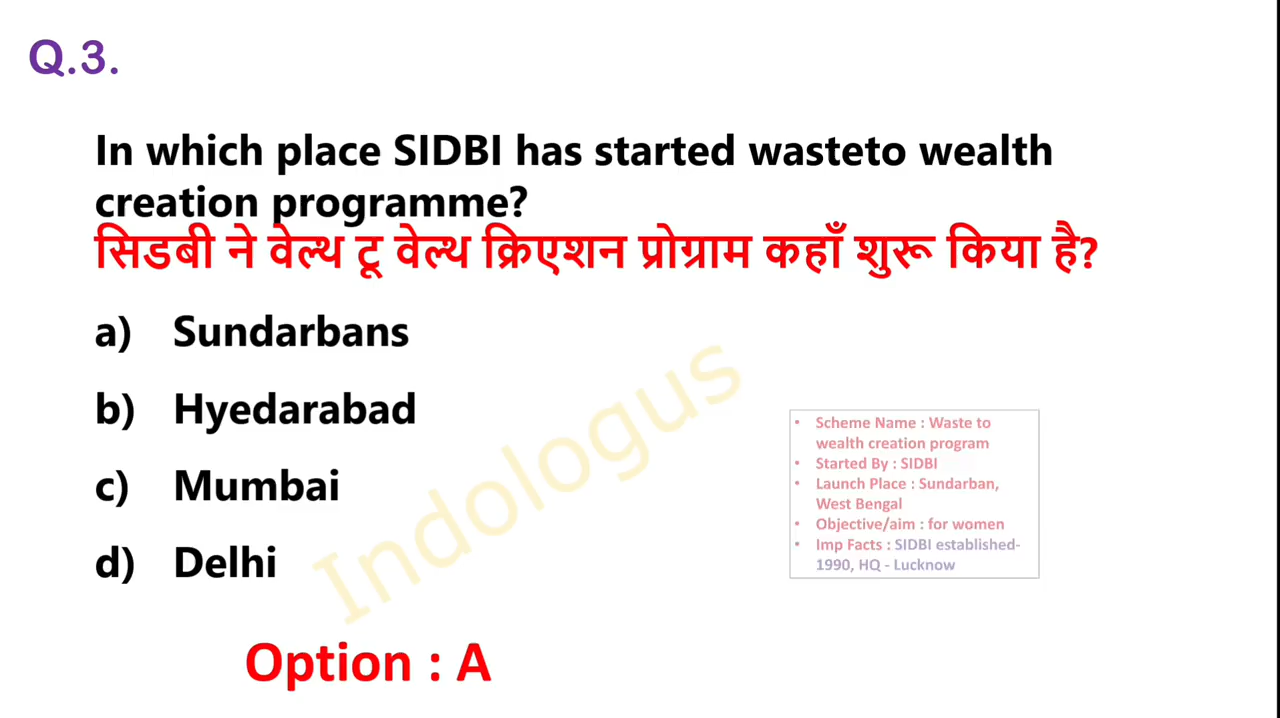 Q.3.
In which place SIDBI has started wasteto wealth
creation programme?
सिडबी ने वेल्थ टू वेल्थ क्रिएशन प्रोग्राम कहाँ शुरू किया है?
a) Sundarbans
b) Hyedarabad
c) Mumbai
d) Delhi
Indologus
• Scheme Name : Waste to
wealth creation program
• Started By : SIDBI
• Launch Place : Sundarban,
West Bengal
• Objective/aim : for women
• Imp Facts : SIDBI established-
1990, HQ - Lucknow
Option : A